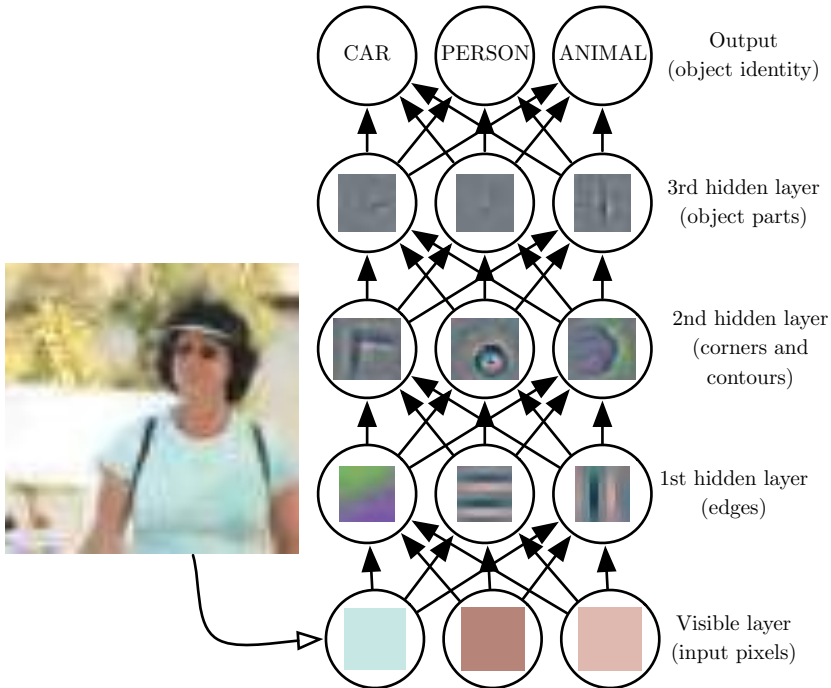 CAR
PERSON
ANIMAL
Output
(object identity)
3rd hidden layer
(object parts)
2nd hidden layer
(corners and
contours)
1st hidden layer
(edges)
Visible layer
(input pixels)